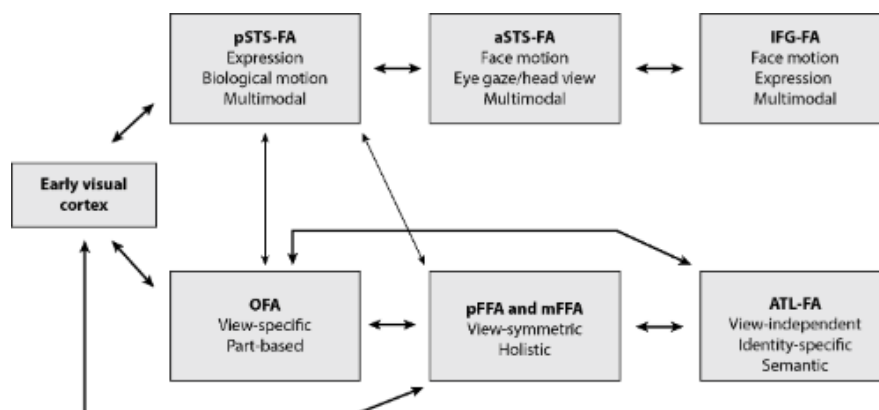 pSTS-FA
Expression
Biological motion
Multimodal
aSTS-FA
Face motion
Eye gaze/head view
Multimodal
IFG-FA
Face motion
Expression
Multimodal
Early visual
cortex
OFA
View-specific
Part-based
pFFA and mFFA
View-symmetric
Holistic
ATL-FA
View-independent
Identity-specific
Semantic